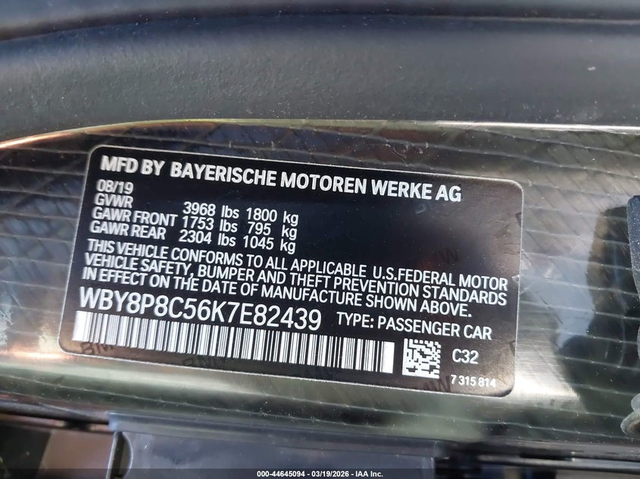 MFD BY BAYERISCHE MOTOREN WERKE AG
08/19
GVWR 3968 lbs 1800 kg
GAWR FRONT 1753 lbs 795 kg
GAWR REAR 2304 lbs 1045 kg
THIS VEHICLE CONFORMS TO ALL APPLICABLE U.S.FEDERAL MOTOR
VEHICLE SAFETY, BUMPER AND THEFT PREVENTION STANDARDS
IN EFFECT ON THE DATE OF MANUFACTURE SHOWN ABOVE.
WBY8P8C56K7E82439 TYPE: PASSENGER CAR
C32
7 315 814
000-44645094 | 03/19/2026 | IAA Inc.